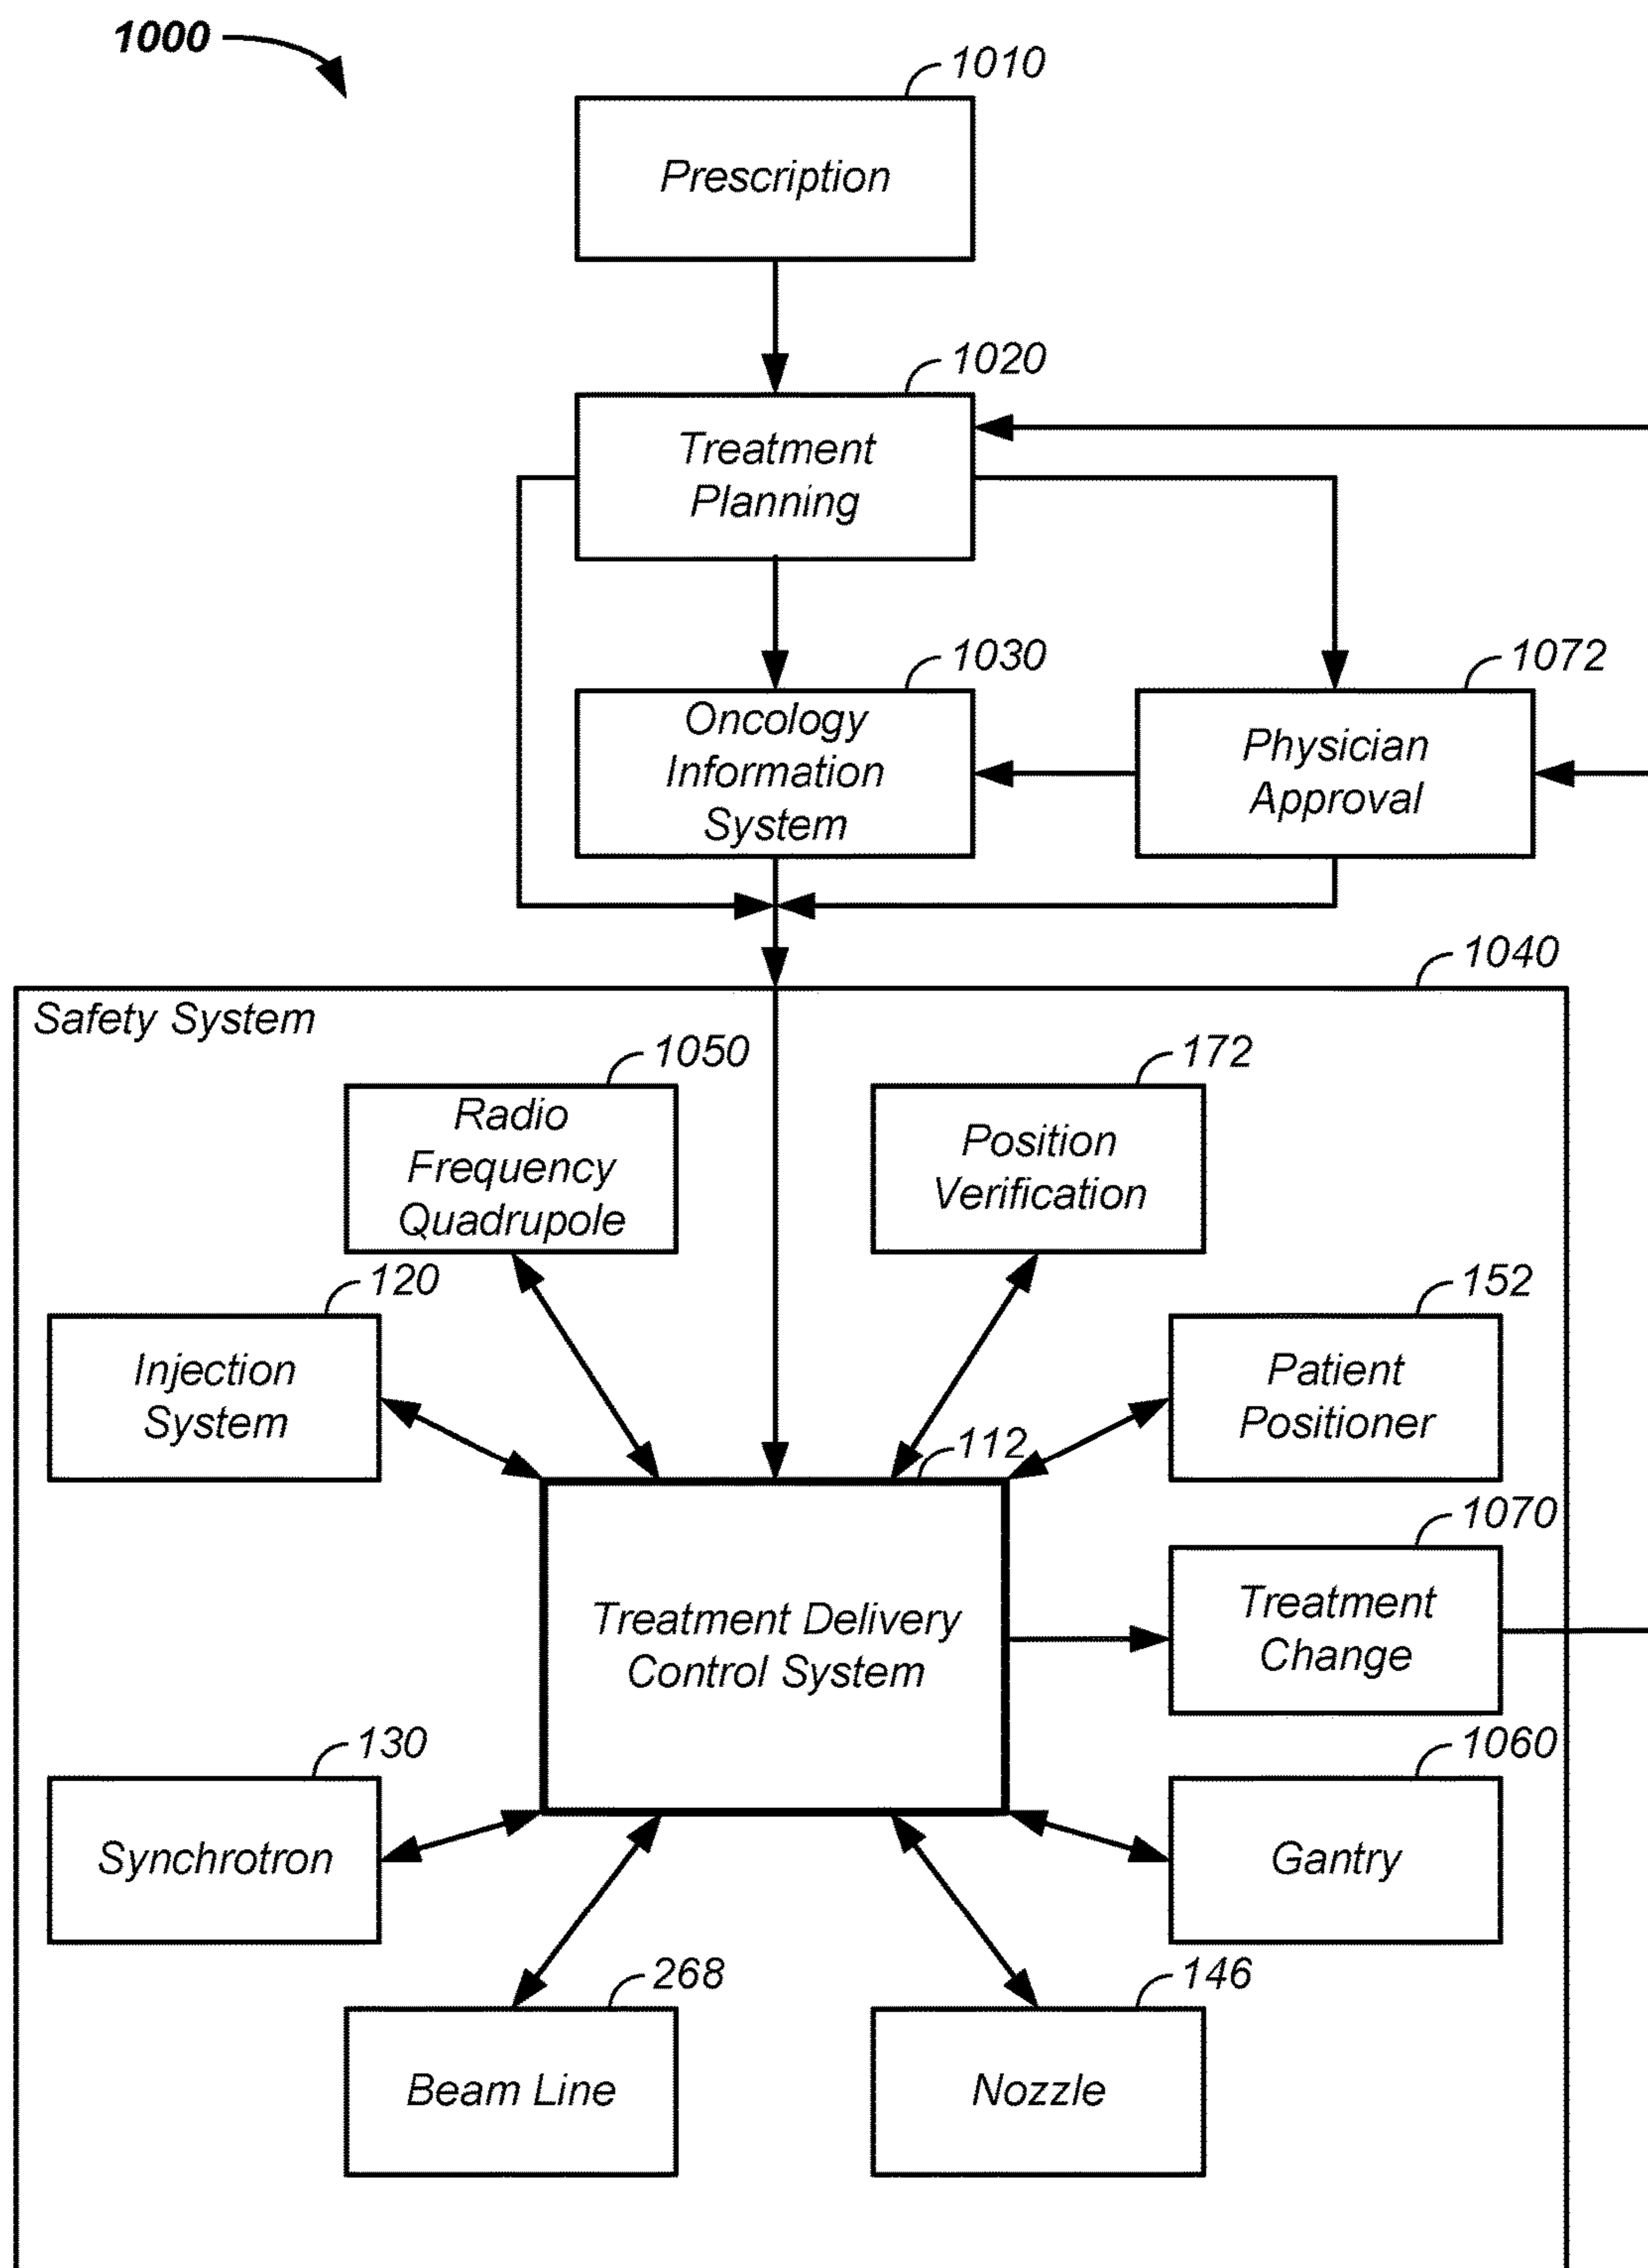 1000
1010
Prescription
1020
Treatment
Planning
1030
Oncology
Information
System
1072
Physician
Approval
1040
Safety System
1050
Radio
Frequency
Quadrupole
172
Position
Verification
120
Injection
System
152
Patient
Positioner
112
Treatment Delivery
Control System
1070
Treatment
Change
130
Synchrotron
1060
Gantry
268
Beam Line
146
Nozzle